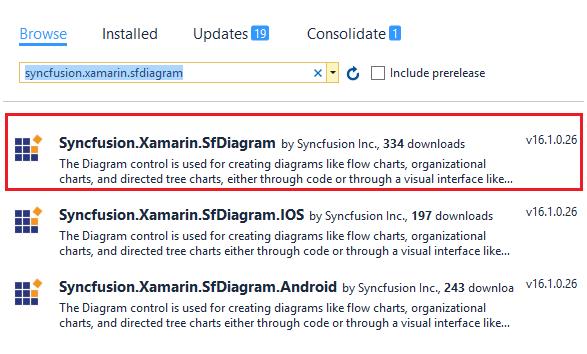 Browse Installed Updates 19 Consolidate 1
syncfusion.xamarin.sfdiagram Include prerelease
Syncfusion.Xamarin.SfDiagram by Syncfusion Inc., 334 downloads v16.1.0.26
The Diagram control is used for creating diagrams like flow charts, organizational
charts, and directed tree charts, either through code or through a visual interface like...
Syncfusion.Xamarin.SfDiagram.IOS by Syncfusion Inc., 197 downloads v16.1.0.26
The Diagram control is used for creating diagrams like flow charts, organizational
charts, and directed tree charts either through code or through a visual interface like...
Syncfusion.Xamarin.SfDiagram.Android by Syncfusion Inc., 243 downloa v16.1.0.26
The Diagram control is used for creating diagrams like flow charts, organizational
charts, and directed tree charts either through code or through a visual interface like...